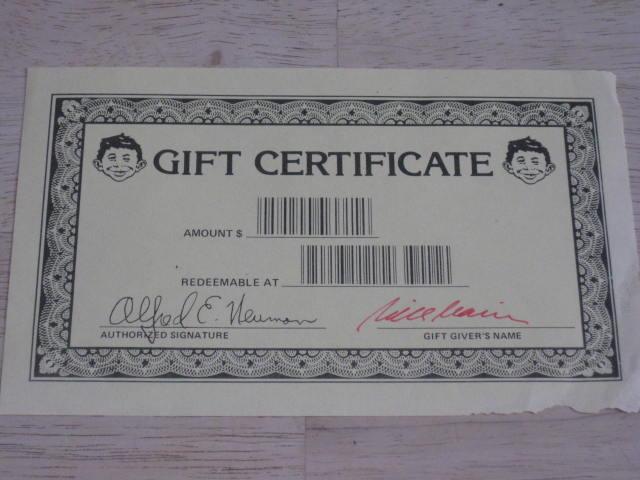 GIFT CERTIFICATE
AMOUNT $
REDEEMABLE AT
Alfred E. Neuman
AUTHORIZED SIGNATURE
GIFT GIVER'S NAME